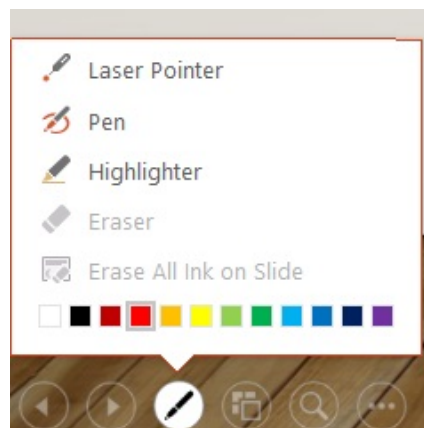 Laser Pointer
Pen
Highlighter
Eraser
Erase All Ink on Slide